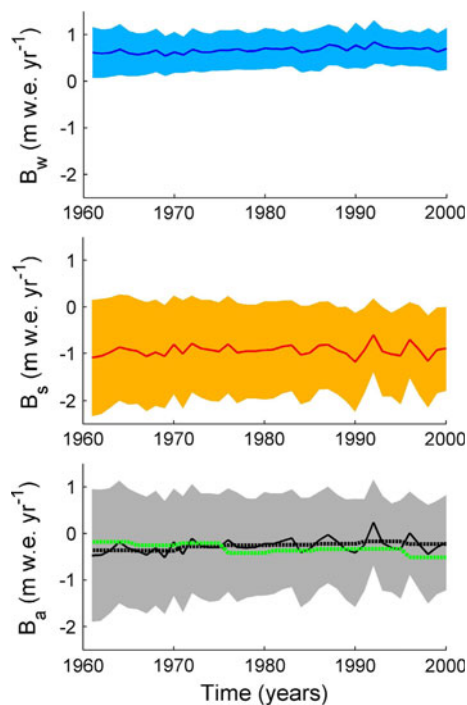 1
0
-1
-2
B_w (m w.e. yr^-1)
1960 1970 1980 1990 2000
1
0
-1
-2
B_s (m w.e. yr^-1)
1960 1970 1980 1990 2000
1
0
-1
-2
B_a (m w.e. yr^-1)
1960 1970 1980 1990 2000
Time (years)